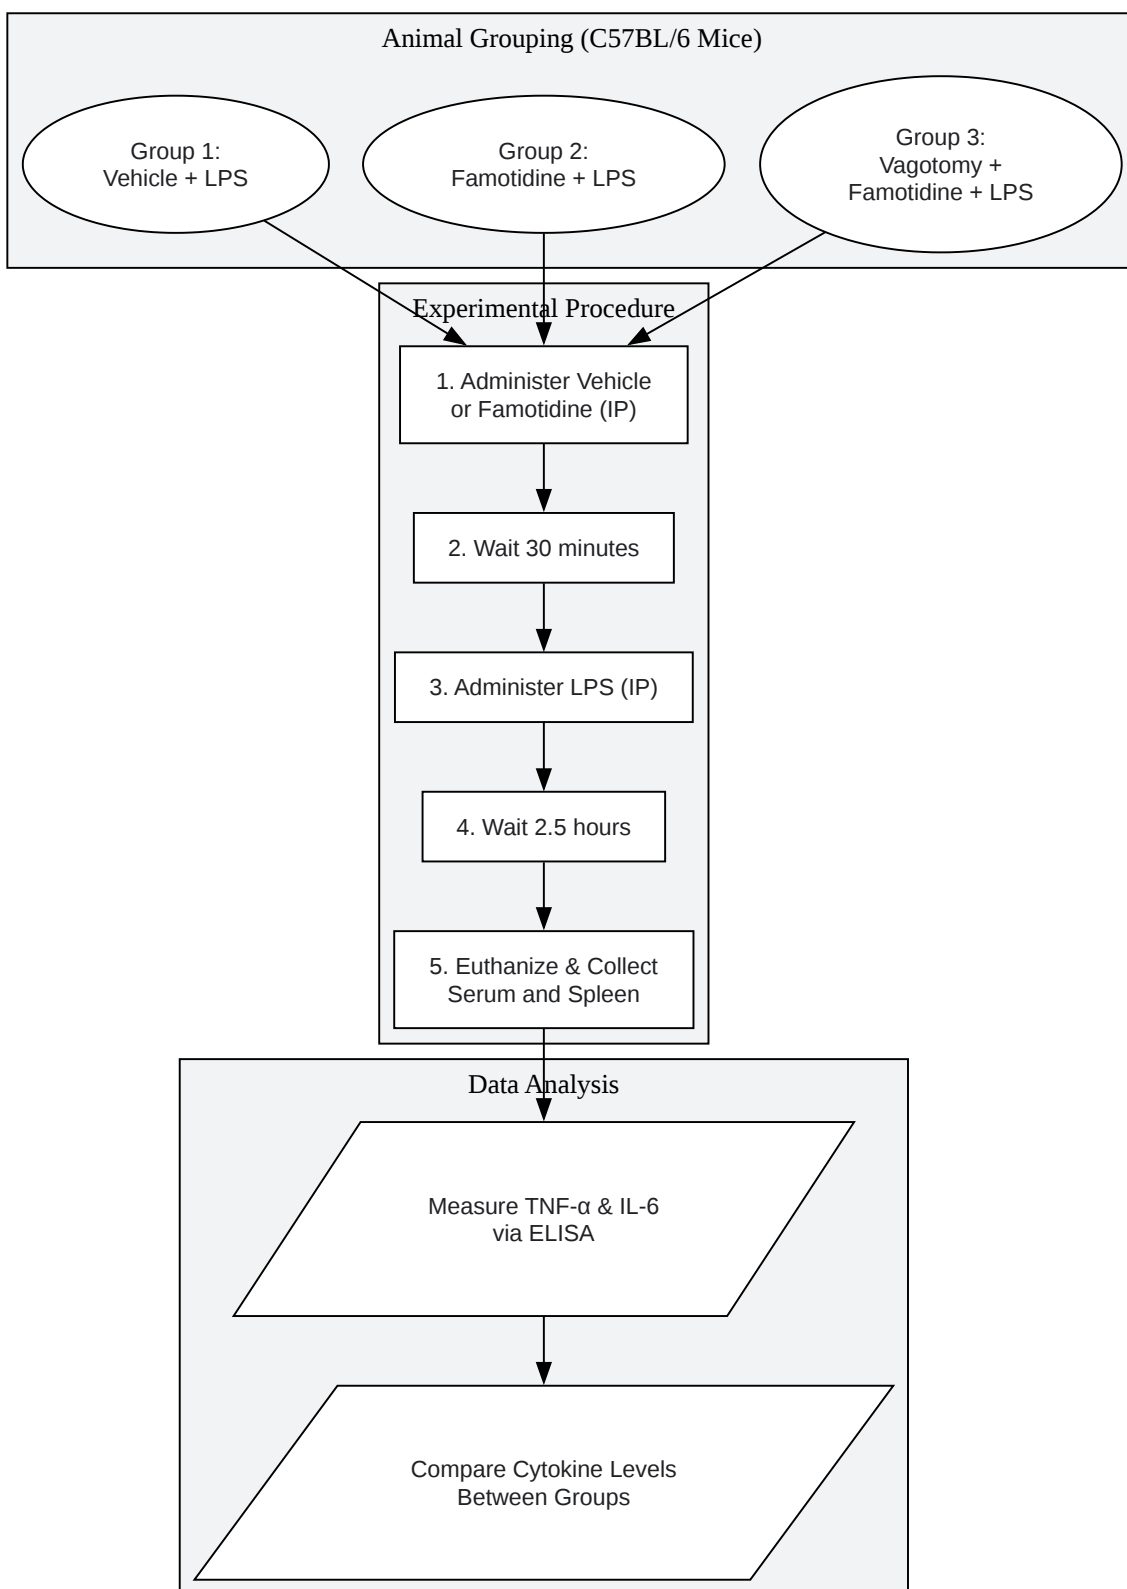 Animal Grouping (C57BL/6 Mice)
Group 1:
Vehicle + LPS
Group 2:
Famotidine + LPS
Group 3:
Vagotomy +
Famotidine + LPS
Experimental Procedure
1. Administer Vehicle
or Famotidine (IP)
2. Wait 30 minutes
3. Administer LPS (IP)
4. Wait 2.5 hours
5. Euthanize & Collect
Serum and Spleen
Data Analysis
Measure TNF-α & IL-6
via ELISA
Compare Cytokine Levels
Between Groups